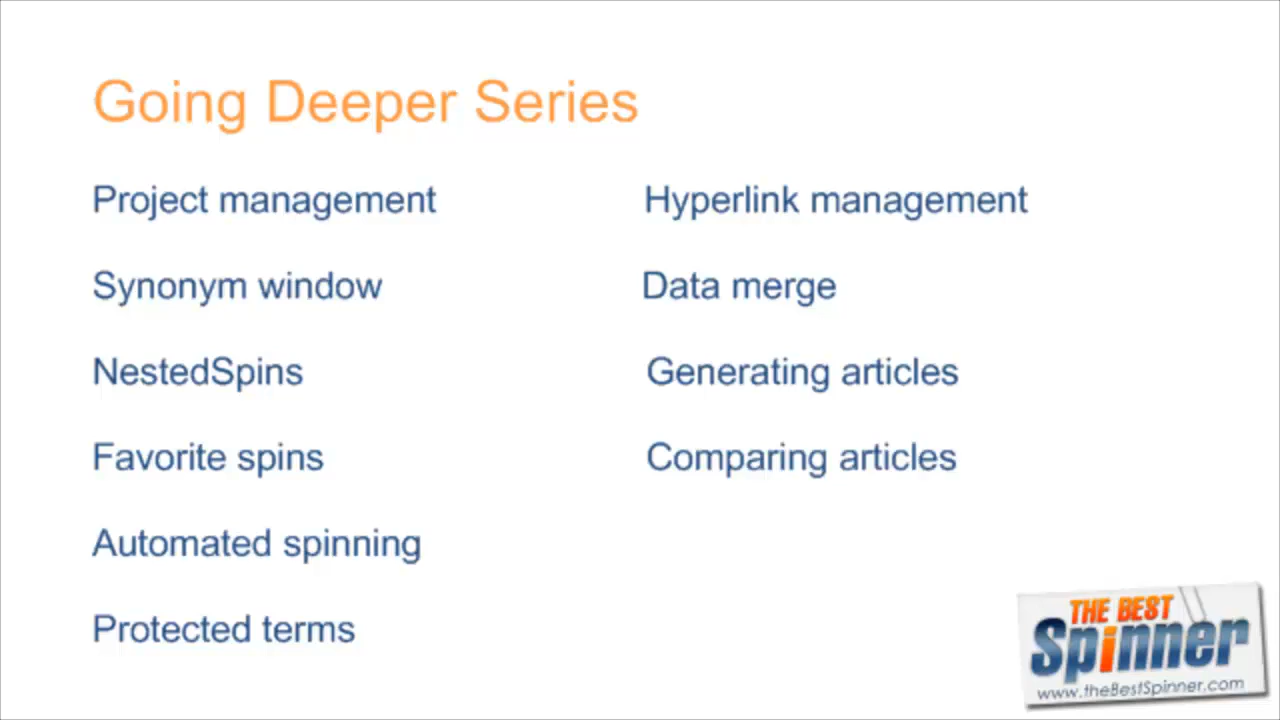 Going Deeper Series
Project management
Synonym window
NestedSpins
Favorite spins
Automated spinning
Protected terms
Hyperlink management
Data merge
Generating articles
Comparing articles
THE BEST
Spinner
www.theBestSpinner.com